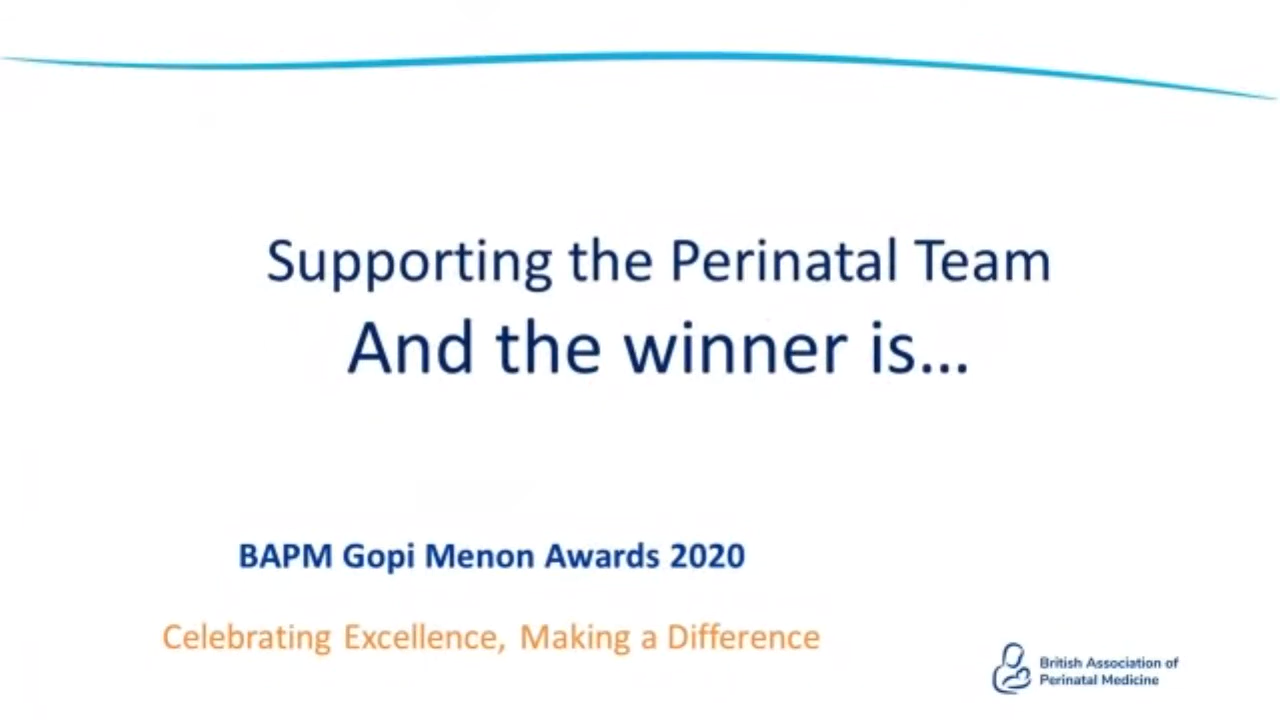 Supporting the Perinatal Team
And the winner is...
BAPM Gopi Menon Awards 2020
Celebrating Excellence, Making a Difference
British Association of
Perinatal Medicine